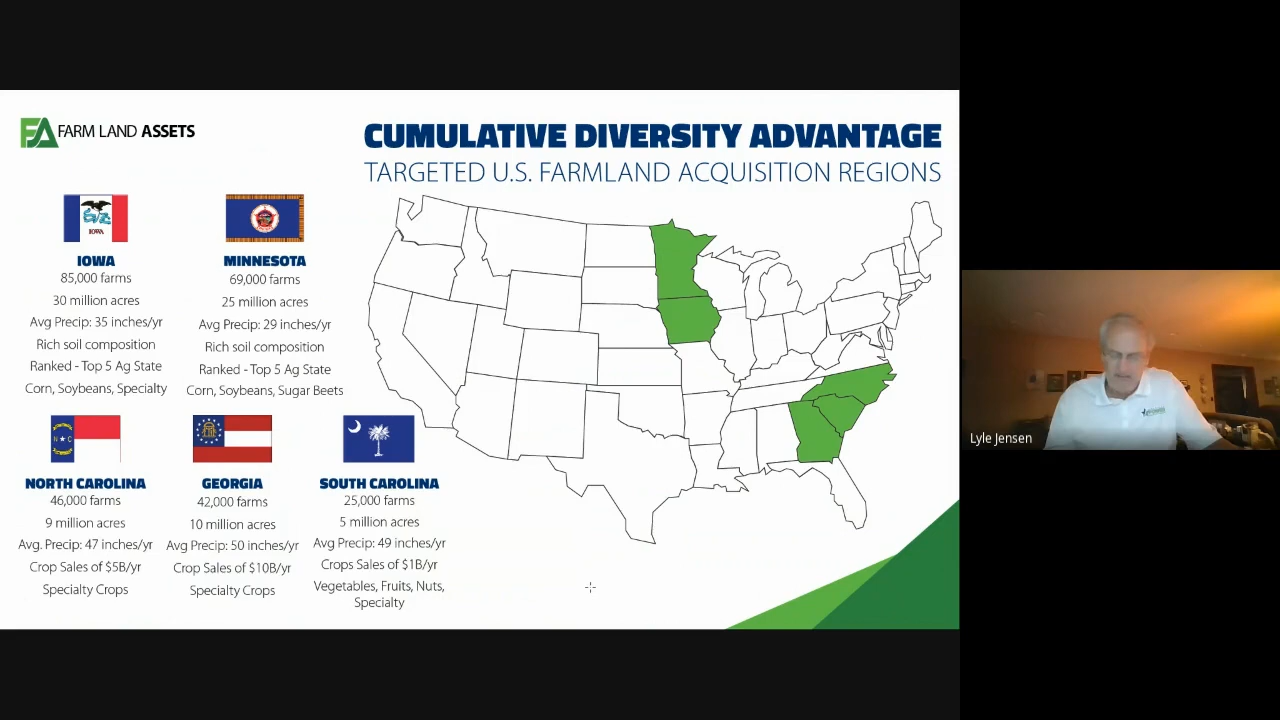 FA FARM LAND ASSETS
CUMULATIVE DIVERSITY ADVANTAGE
TARGETED U.S. FARMLAND ACQUISITION REGIONS
IOWA
IOWA
85,000 farms
30 million acres
Avg Precip: 35 inches/yr
Rich soil composition
Ranked - Top 5 Ag State
Corn, Soybeans, Specialty
MINNESOTA
69,000 farms
25 million acres
Avg Precip: 29 inches/yr
Rich soil composition
Ranked - Top 5 Ag State
Corn, Soybeans, Sugar Beets
N C
NORTH CAROLINA
46,000 farms
9 million acres
Avg. Precip: 47 inches/yr
Crop Sales of $5B/yr
Specialty Crops
GEORGIA
42,000 farms
10 million acres
Avg Precip: 50 inches/yr
Crop Sales of $10B/yr
Specialty Crops
SOUTH CAROLINA
25,000 farms
5 million acres
Avg Precip: 49 inches/yr
Crops Sales of $1B/yr
Vegetables, Fruits, Nuts,
Specialty
Lyle Jensen